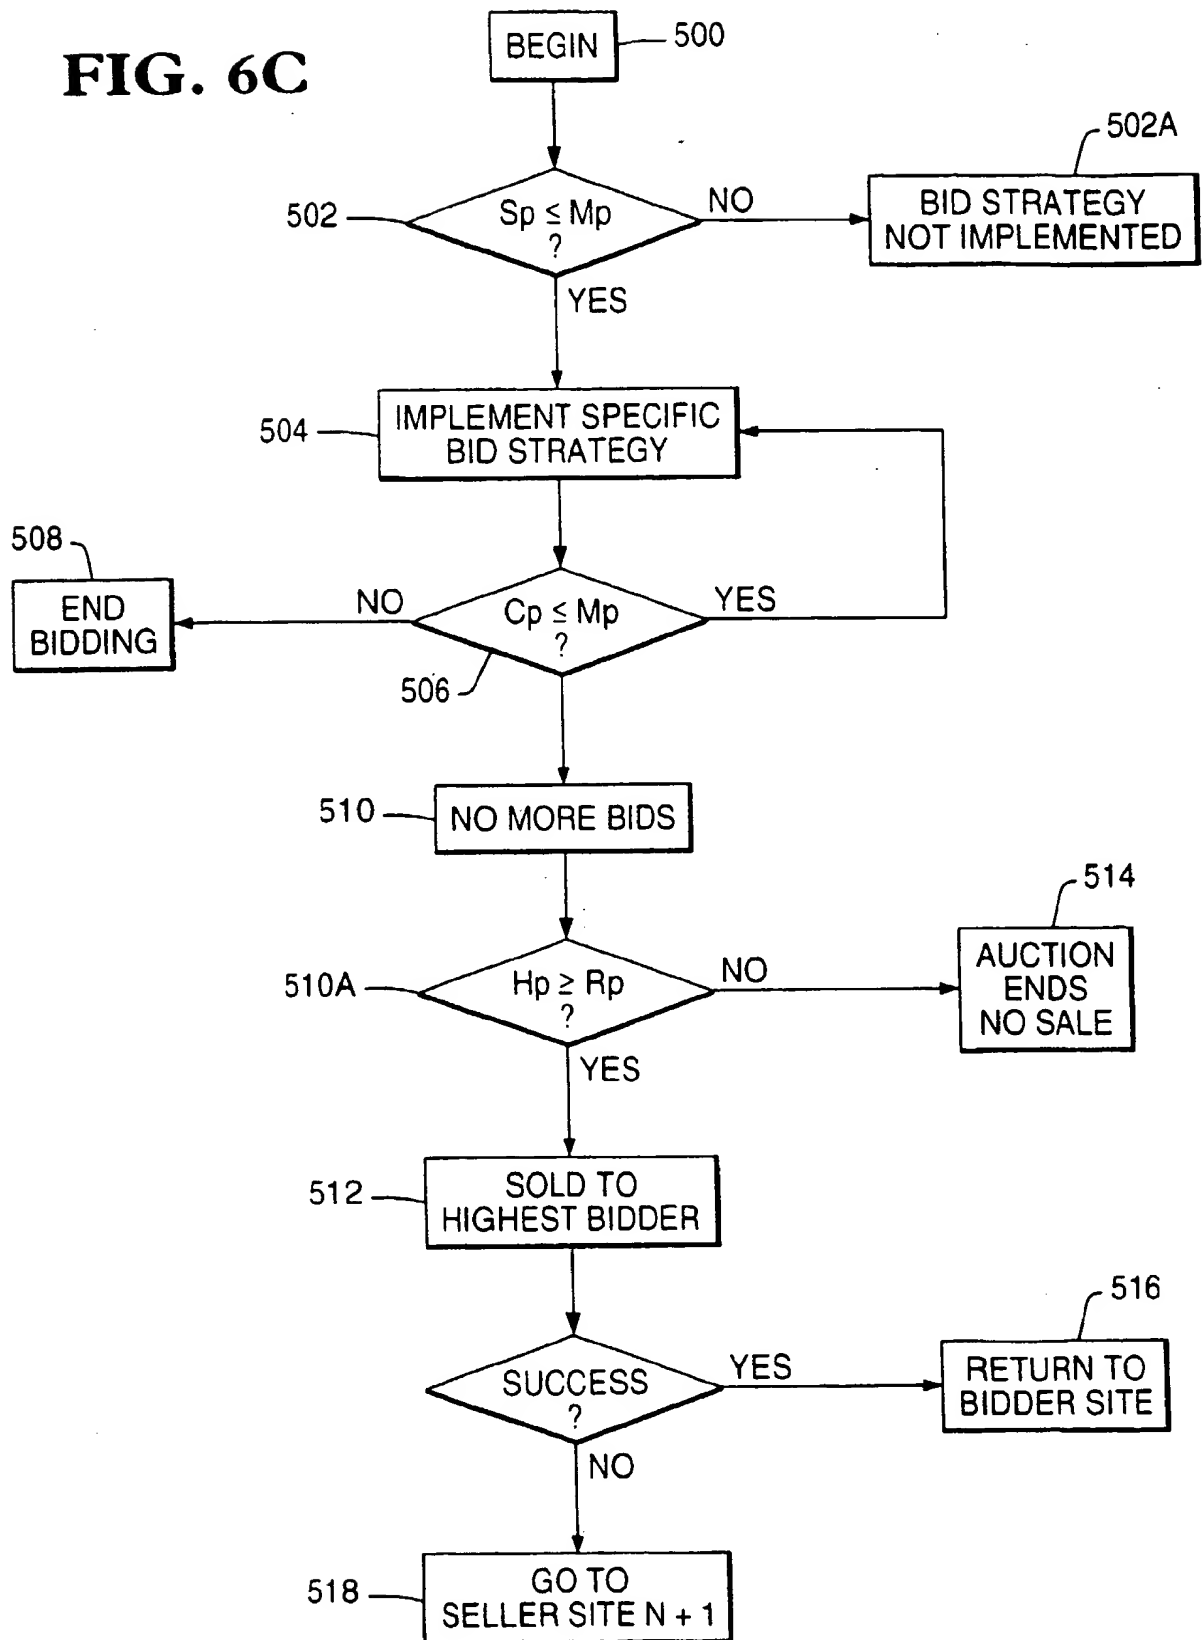 FIG. 6C
BEGIN
500
502
Sp ≤ Mp
?
NO
YES
502A
BID STRATEGY
NOT IMPLEMENTED
504
IMPLEMENT SPECIFIC
BID STRATEGY
508
END
BIDDING
NO
Cp ≤ Mp
?
YES
506
510
NO MORE BIDS
510A
Hp ≥ Rp
?
NO
YES
514
AUCTION
ENDS
NO SALE
512
SOLD TO
HIGHEST BIDDER
SUCCESS
?
YES
NO
516
RETURN TO
BIDDER SITE
518
GO TO
SELLER SITE N + 1